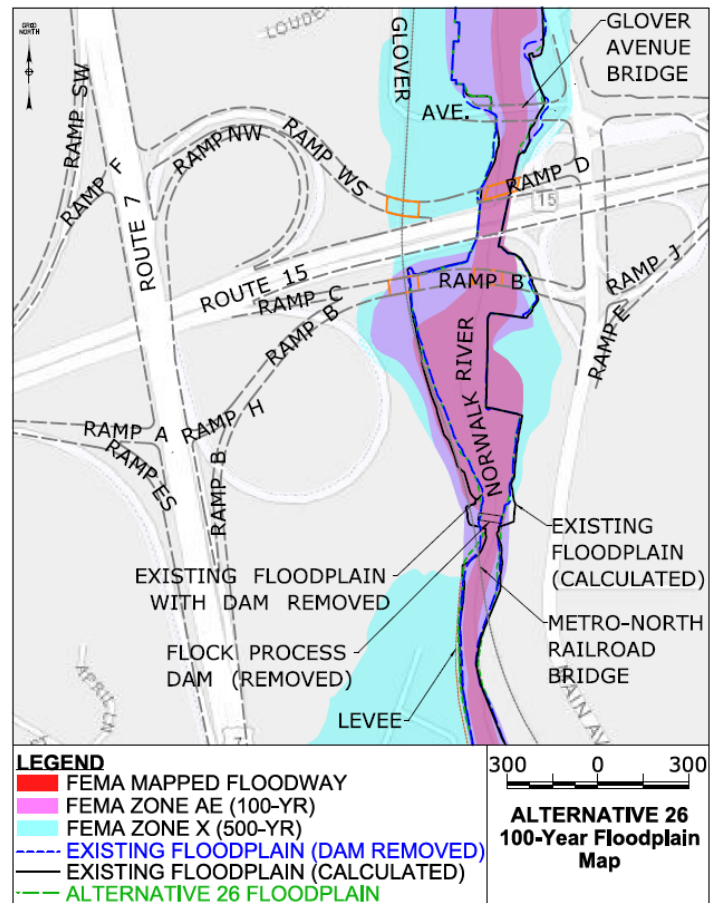 GRID
NORTH
LOUDE
GLOVER
GLOVER
AVENUE
BRIDGE
AVE.
RAMP SW
RAMP F
RAMP NW
RAMP WS
RAMP D
15
ROUTE 7
ROUTE 15
RAMP C
RAMP B
RAMP B
RAMP J
RAMP E
NORWALK RIVER
RAMP A
RAMP H
RAMP ES
RAMP B
EXISTING
FLOODPLAIN
(CALCULATED)
EXISTING FLOODPLAIN
WITH DAM REMOVED
FLOCK PROCESS
DAM (REMOVED)
METRO-NORTH
RAILROAD
BRIDGE
LEVEE
APRIL LN
7
LEGEND
FEMA MAPPED FLOODWAY
FEMA ZONE AE (100-YR)
FEMA ZONE X (500-YR)
EXISTING FLOODPLAIN (DAM REMOVED)
EXISTING FLOODPLAIN (CALCULATED)
ALTERNATIVE 26 FLOODPLAIN
300 0 300
ALTERNATIVE 26
100-Year Floodplain
Map